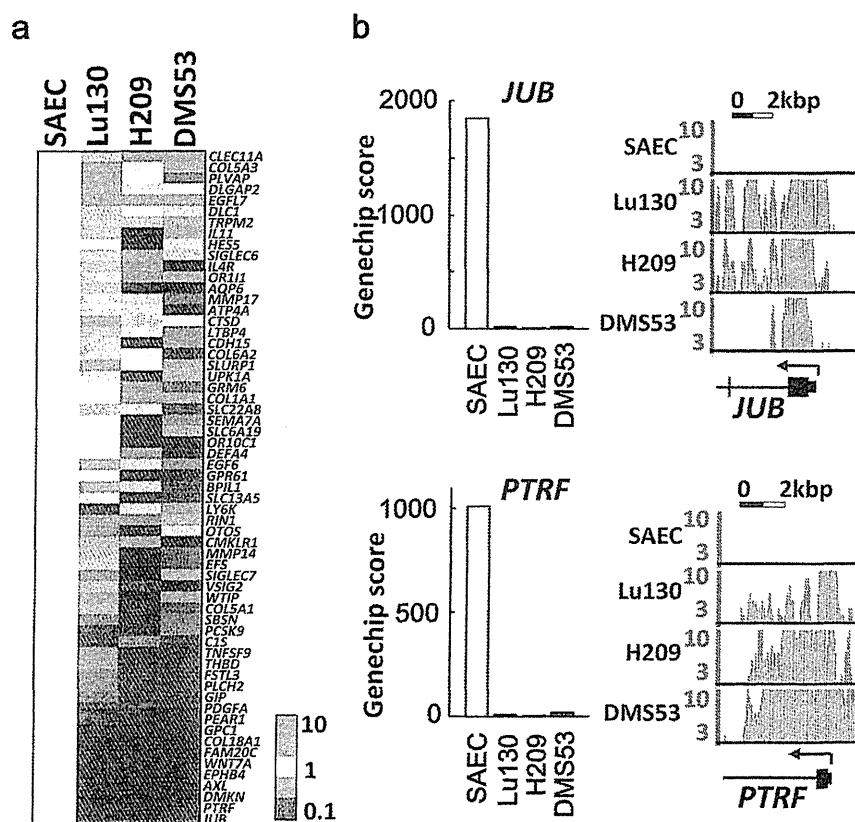 a
SAEC
Lu130
H209
DMS53
CLEC11A
COL5A3
PLVAP
DLGAP2
EGFL7
DLC1
TRPM2
IL11
HES5
SIGLEC6
IL4R
OR1I1
AQP6
MMP17
ATP4A
CTSD
LTBP4
CDH15
COL6A2
SLURP1
UPK1A
GRM6
COL1A1
SLC22A8
SEMA7A
SLC6A19
OR10C1
DEFA4
EGF6
GPR61
BPIL1
SLC13A5
LY6K
RIN1
OTOS
CMKLR1
MMP14
EFS
SIGLEC7
VSIG2
WTIP
COL5A1
SBSN
PCSK9
C1S
TNFSF9
THBD
FSTL3
PLCH2
GIP
PDGFA
PEAR1
GPC1
COL18A1
FAM20C
WNT7A
EPHB4
AXL
DMKN
PTRF
JUB
10
1
0.1
b
JUB
Genechip score
2000
1000
0
SAEC
Lu130
H209
DMS53
0 2kbp
SAEC 10 3
Lu130 10 3
H209 10 3
DMS53 10 3
JUB
PTRF
Genechip score
1000
500
0
SAEC
Lu130
H209
DMS53
0 2kbp
SAEC 10 3
Lu130 10 3
H209 10 3
DMS53 10 3
PTRF